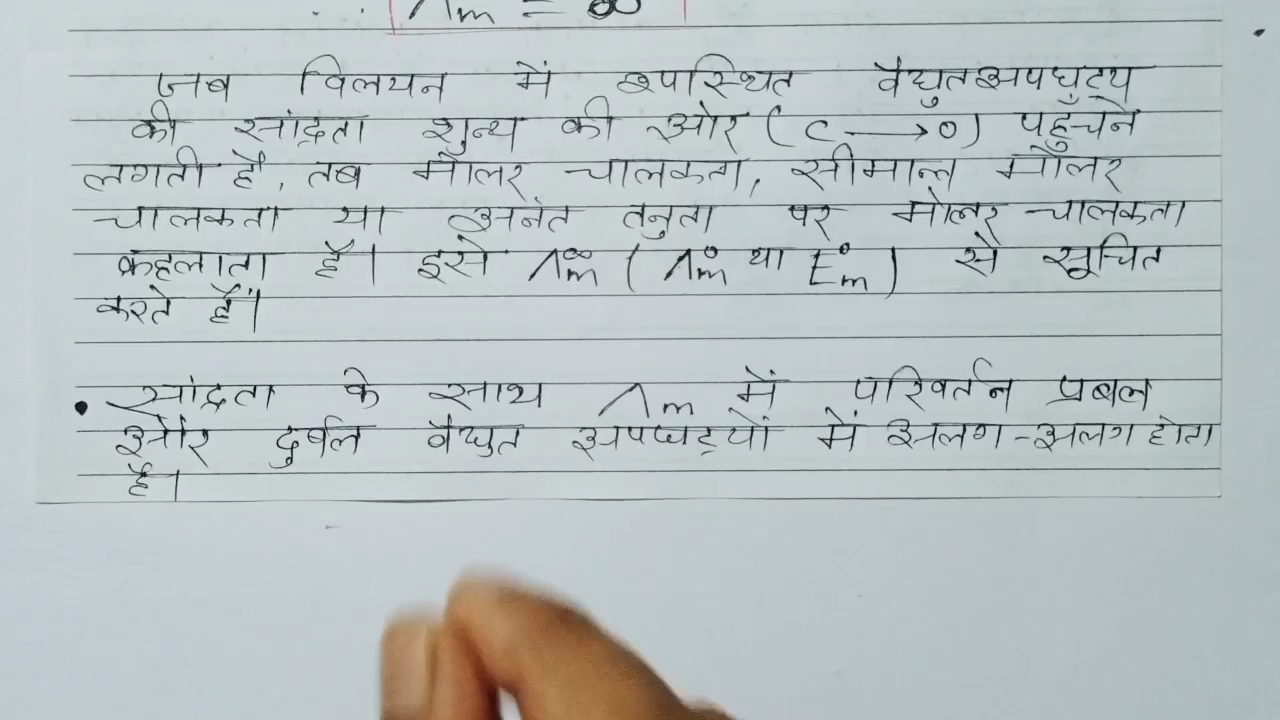 Λm = ∞
जब विलयन में उपस्थित वैद्युतअपघट्य
की सांद्रता शुन्य की ओर (C ⟶ 0) पहुँचने
लगती है, तब मोलर चालकता, सीमान्त मोलर
चालकता या अनंत तनुता पर मोलर चालकता
कहलाता है। इसे Λm^∞ (Λm° या Em°) से सूचित
करते हैं।
• सांद्रता के साथ Λm में परिवर्तन प्रबल
और दुर्बल वैद्युत अपघट्यों में अलग-अलग होता
है।